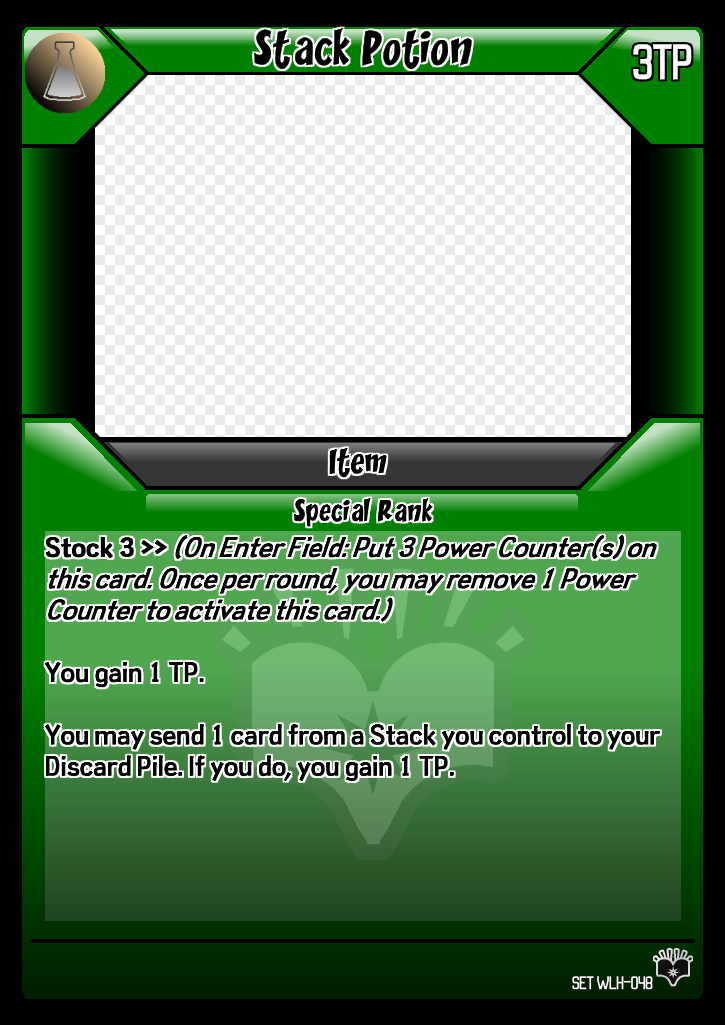 Stack Potion
3TP
Item
Special Rank
Stock 3 >> (On Enter Field: Put 3 Power Counter(s) on
this card. Once per round, you may remove 1 Power
Counter to activate this card.)
You gain 1 TP.
You may send 1 card from a Stack you control to your
Discard Pile. If you do, you gain 1 TP.
SET WLH-048